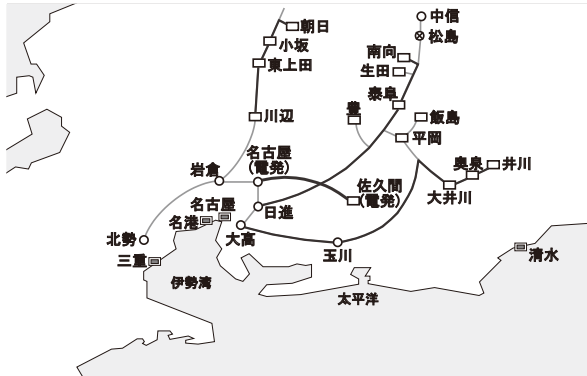 中信
朝日
松島
小坂
南向
東上田
生田
泰阜
豊
飯島
川辺
平岡
名古屋
(電発)
奥泉
井川
岩倉
佐久間
(電発)
大井川
名古屋
日進
名港
北勢
大高
三重
玉川
清水
伊勢湾
太平洋